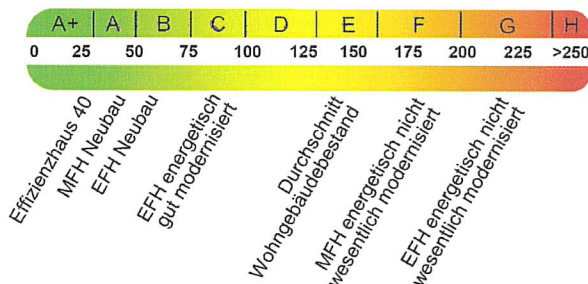 A+ A B C D E F G H
0 25 50 75 100 125 150 175 200 225 >250
Effizienzhaus 40
MFH Neubau
EFH Neubau
EFH energetisch
gut modernisiert
Durchschnitt
Wohngebäudebestand
MFH energetisch nicht
wesentlich modernisiert
EFH energetisch nicht
wesentlich modernisiert